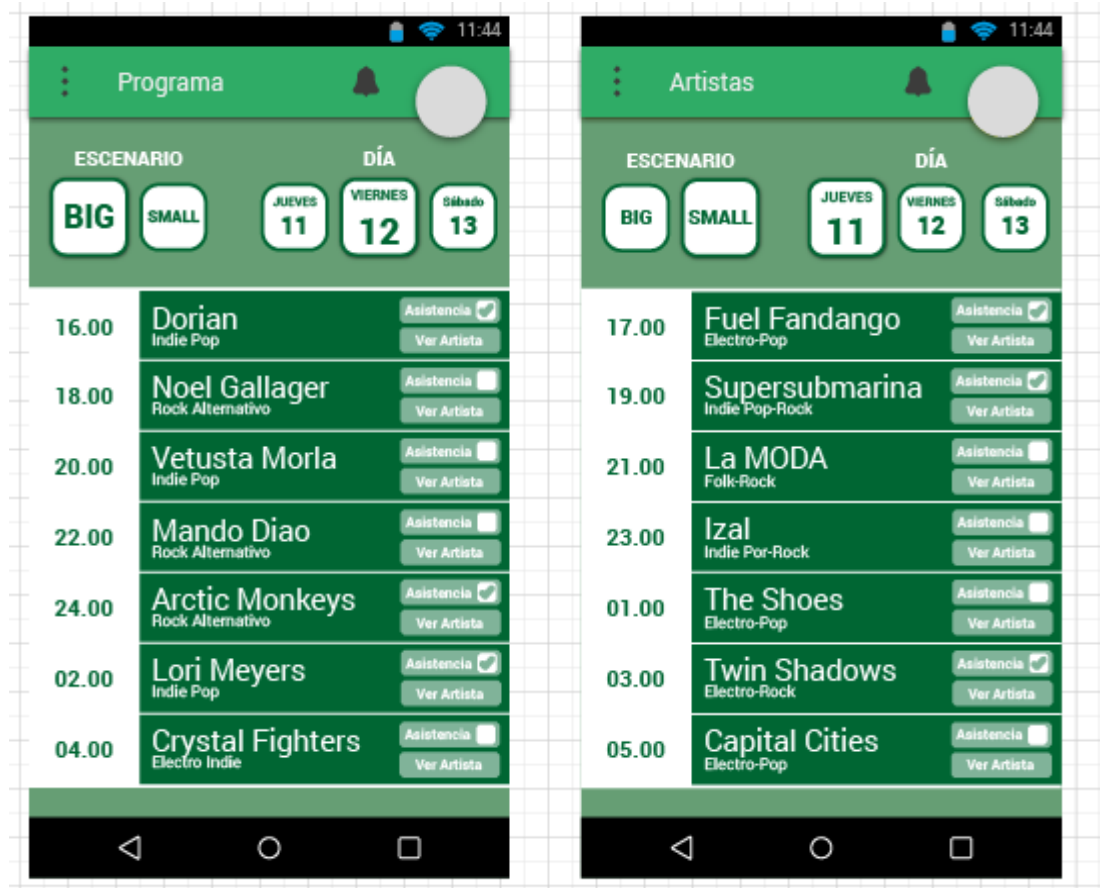 11:44
Programa
ESCENARIO DÍA
BIG SMALL JUEVES 11 VIERNES 12 Sábado 13
16.00 Dorian Asistencia
Indie Pop Ver Artista
18.00 Noel Gallager Asistencia
Rock Alternativo Ver Artista
20.00 Vetusta Morla Asistencia
Indie Pop Ver Artista
22.00 Mando Diao Asistencia
Rock Alternativo Ver Artista
24.00 Arctic Monkeys Asistencia
Rock Alternativo Ver Artista
02.00 Lori Meyers Asistencia
Indie Pop Ver Artista
04.00 Crystal Fighters Asistencia
Electro Indie Ver Artista
11:44
Artistas
ESCENARIO DÍA
BIG SMALL JUEVES 11 VIERNES 12 Sábado 13
17.00 Fuel Fandango Asistencia
Electro-Pop Ver Artista
19.00 Supersubmarina Asistencia
Indie Pop-Rock Ver Artista
21.00 La MODA Asistencia
Folk-Rock Ver Artista
23.00 Izal Asistencia
Indie Por-Rock Ver Artista
01.00 The Shoes Asistencia
Electro-Pop Ver Artista
03.00 Twin Shadows Asistencia
Electro-Rock Ver Artista
05.00 Capital Cities Asistencia
Electro-Pop Ver Artista